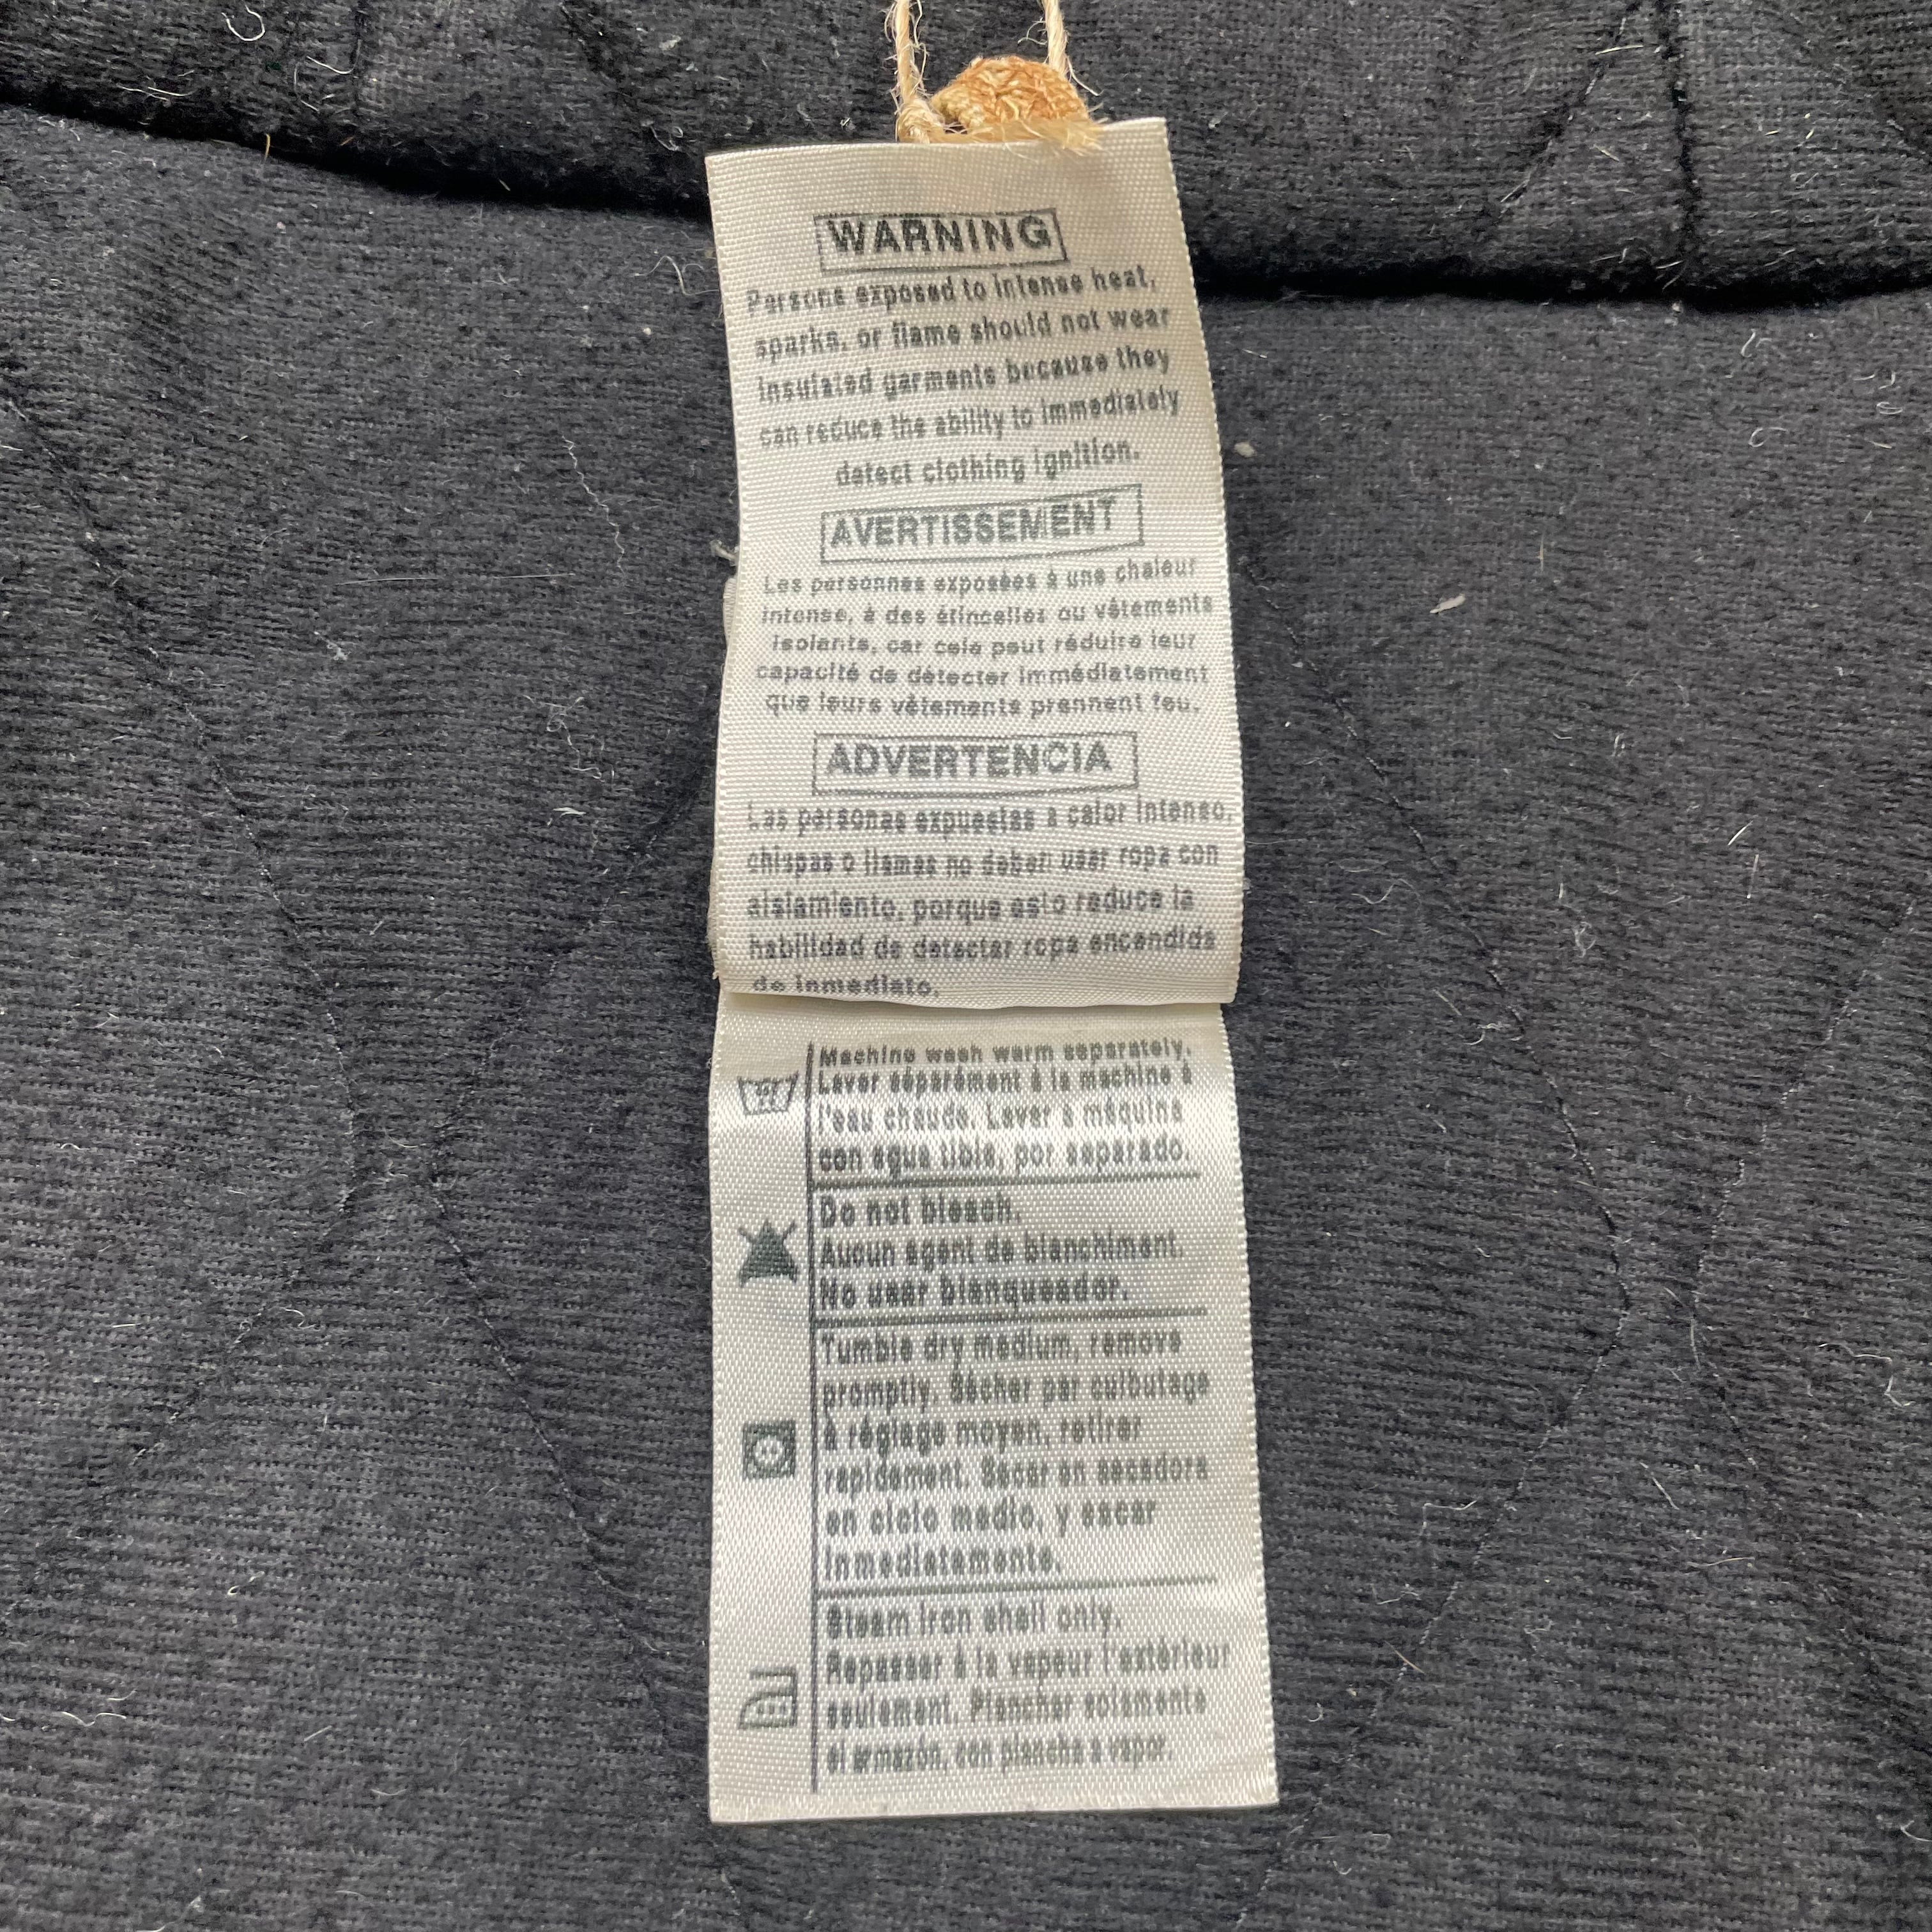 WARNING
Persons exposed to intense heat,
sparks, or flame should not wear
insulated garments because they
can reduce the ability to immediately
detect clothing ignition.
AVERTISSEMENT
Les personnes exposées à une chaleur
intense, à des étincelles ou vêtements
isolants, car cela peut réduire leur
capacité de détecter immédiatement
que leurs vêtements prennent feu.
ADVERTENCIA
Las personas expuestas a calor intenso,
chispas o llamas no deben usar ropa con
aislamiento, porque esto reduce la
habilidad de detectar ropa encendida
de inmediato.
Machine wash warm separately.
Laver séparément à la machine à
l'eau chaude. Lavar a máquina
con agua tibia, por separado.
Do not bleach.
Aucun agent de blanchiment.
No usar blanqueador.
Tumble dry medium, remove
promptly. Sécher par culbutage
à réglage moyen, retirer
rapidement. Secar en secadora
en ciclo medio, y sacar
inmediatamente.
Steam iron shell only.
Repasser à la vapeur l'extérieur
seulement. Planchar solamente
el armazón, con plancha a vapor.